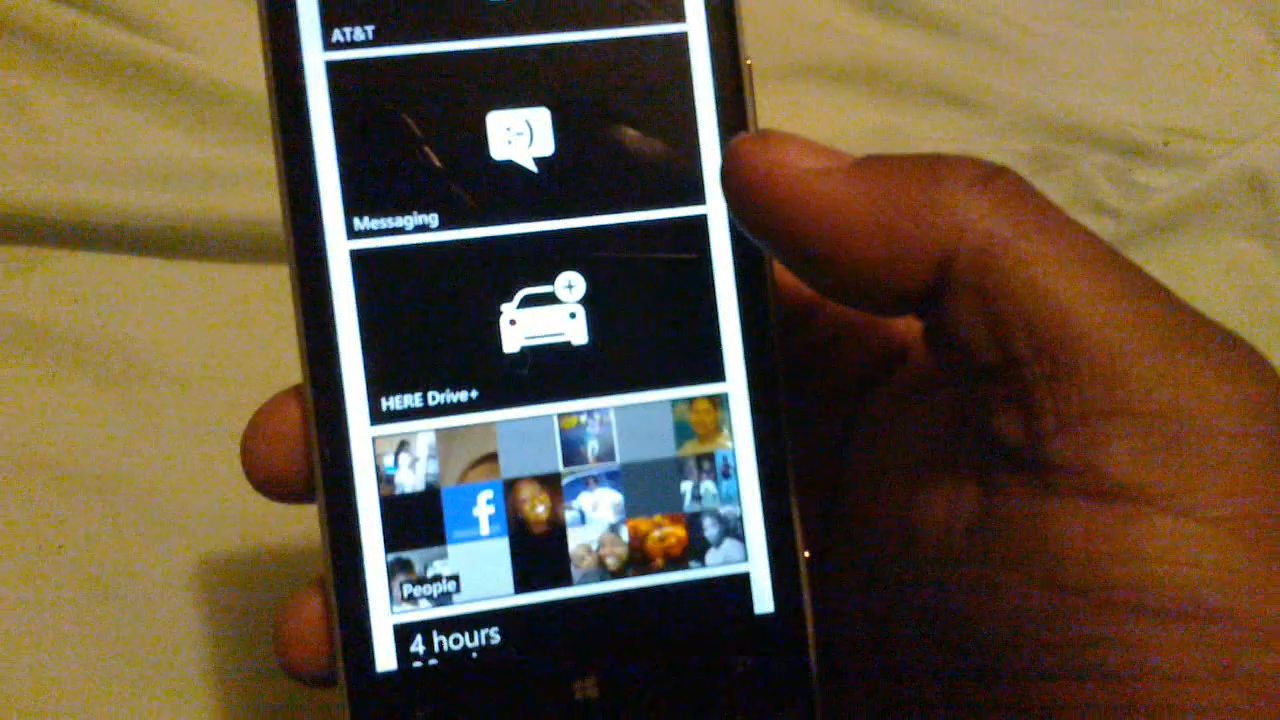 AT&T
:-)
Messaging
HERE Drive+
f
People
4 hours